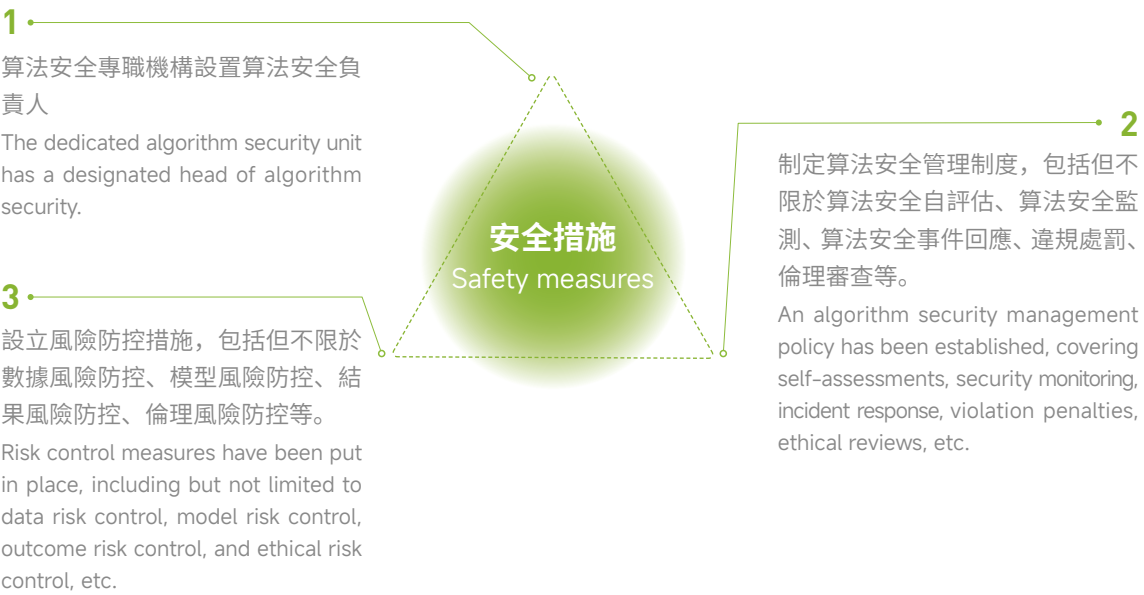 1
算法安全專職機構設置算法安全負
責人
The dedicated algorithm security unit
has a designated head of algorithm
security.
2
制定算法安全管理制度，包括但不
限於算法安全自評估、算法安全監
測、算法安全事件回應、違規處罰、
倫理審查等。
An algorithm security management
policy has been established, covering
self-assessments, security monitoring,
incident response, violation penalties,
ethical reviews, etc.
安全措施
Safety measures
3
設立風險防控措施，包括但不限於
數據風險防控、模型風險防控、結
果風險防控、倫理風險防控等。
Risk control measures have been put
in place, including but not limited to
data risk control, model risk control,
outcome risk control, and ethical risk
control, etc.